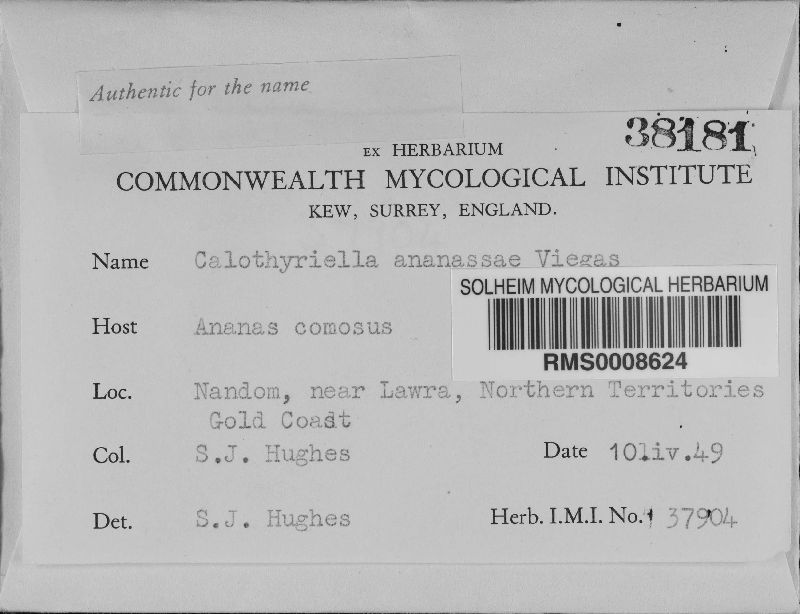 Authentic for the name
38181
EX HERBARIUM
COMMONWEALTH MYCOLOGICAL INSTITUTE
KEW, SURREY, ENGLAND.
Name Calothyriella ananassae Viegas
SOLHEIM MYCOLOGICAL HERBARIUM
RMS0008624
Host Ananas comosus
Loc. Nandom, near Lawra, Northern Territories
Gold Coast
Col. S.J. Hughes Date 10.iv.49
Det. S.J. Hughes Herb. I.M.I. No. 37904